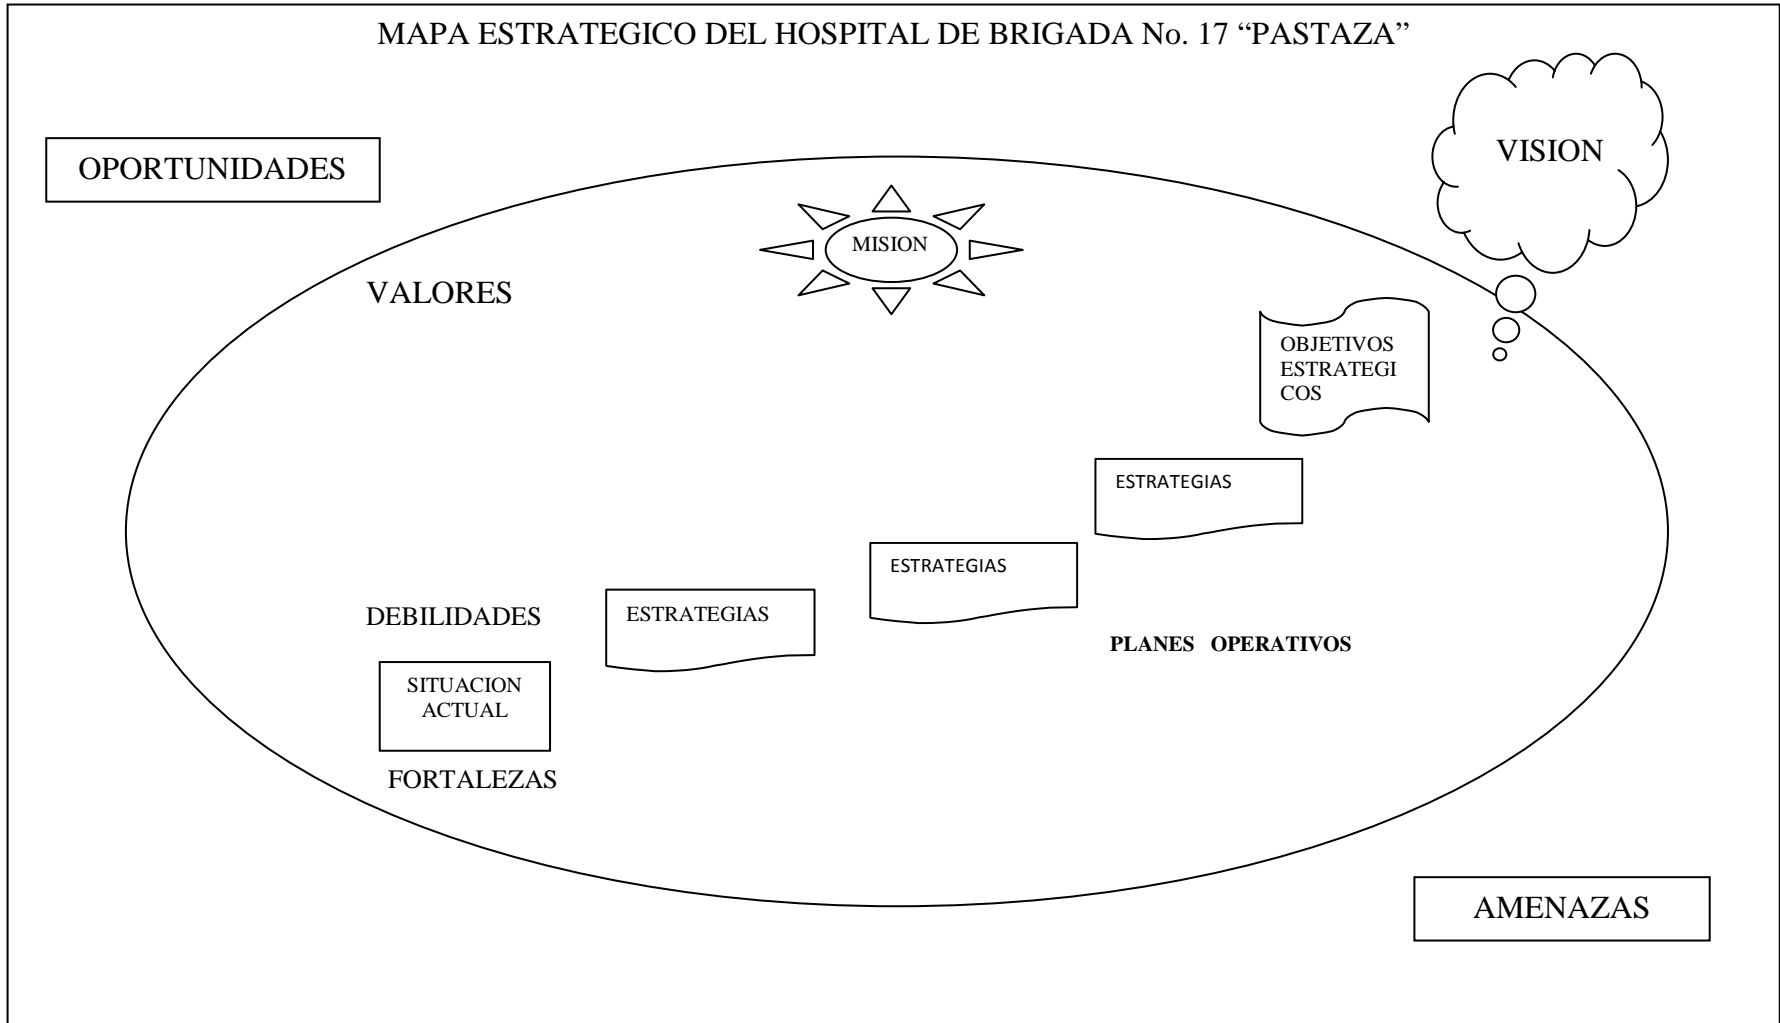 MAPA ESTRATEGICO DEL HOSPITAL DE BRIGADA No. 17 “PASTAZA”
VISION
OPORTUNIDADES
MISION
VALORES
OBJETIVOS
ESTRATEGI
COS
ESTRATEGIAS
ESTRATEGIAS
ESTRATEGIAS
DEBILIDADES
PLANES OPERATIVOS
SITUACION
ACTUAL
FORTALEZAS
AMENAZAS